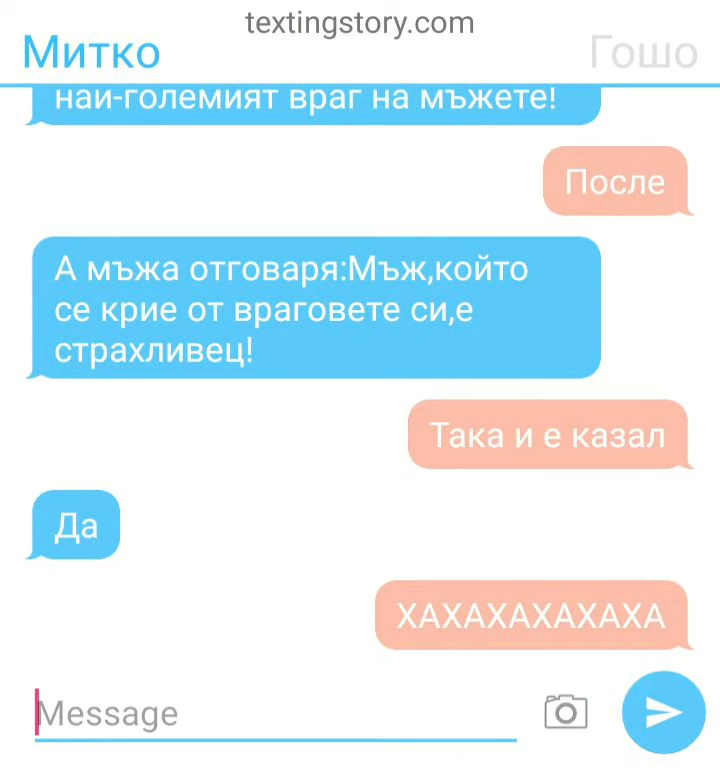 textingstory.com
Митко
Гошо
най-големият враг на мъжете!
После
А мъжа отговаря:Мъж,който
се крие от враговете си,е
страхливец!
Така и е казал
Да
ХАХАХАХАХАХА
Message